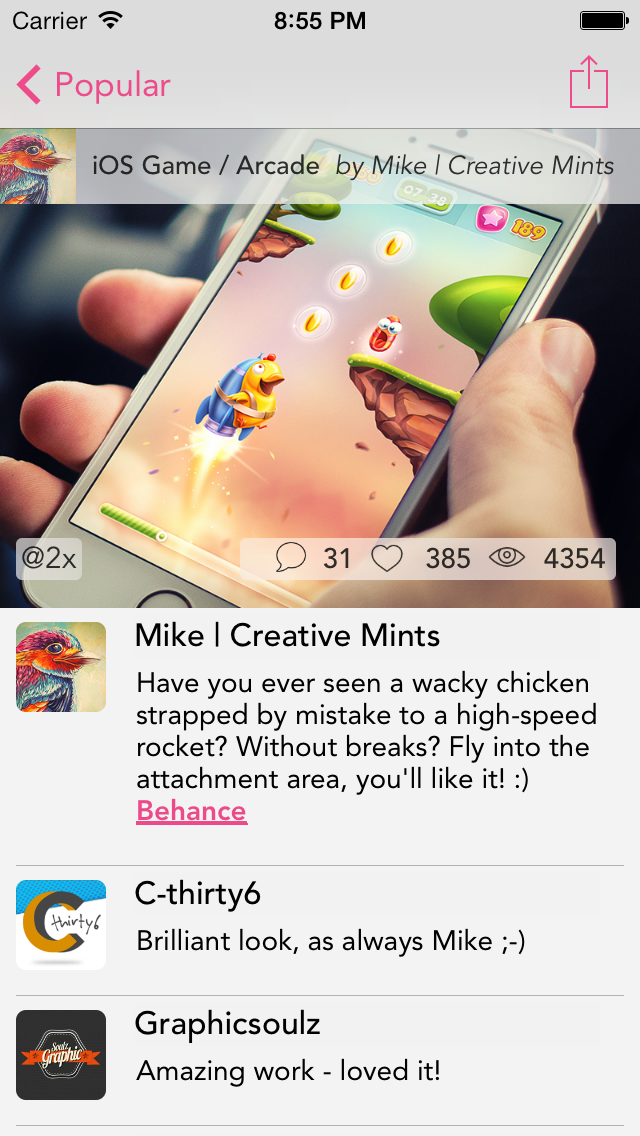 Carrier 8:55 PM
Popular
iOS Game / Arcade by Mike | Creative Mints
07:38
189
@2x 31 385 4354
Mike | Creative Mints
Have you ever seen a wacky chicken
strapped by mistake to a high-speed
rocket? Without breaks? Fly into the
attachment area, you'll like it! :)
Behance
C-thirty6
thirty6
Brilliant look, as always Mike ;-)
Graphicsoulz
Soulz
Graphic
Amazing work - loved it!